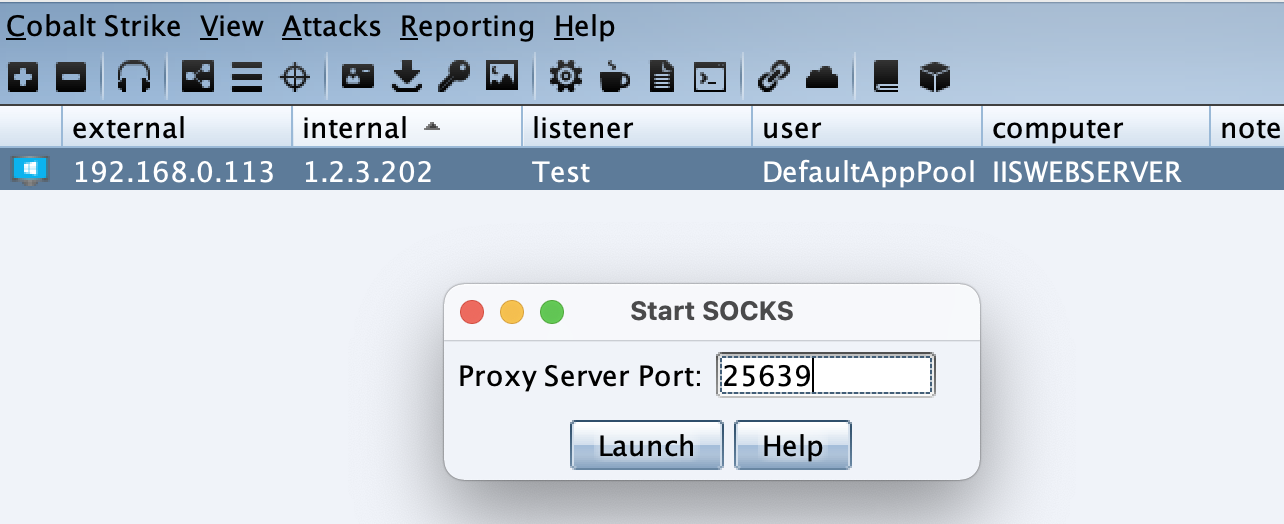 Cobalt Strike View Attacks Reporting Help
external internal listener user computer note
192.168.0.113 1.2.3.202 Test DefaultAppPool IISWEBSERVER
Start SOCKS
Proxy Server Port: 25639
Launch Help